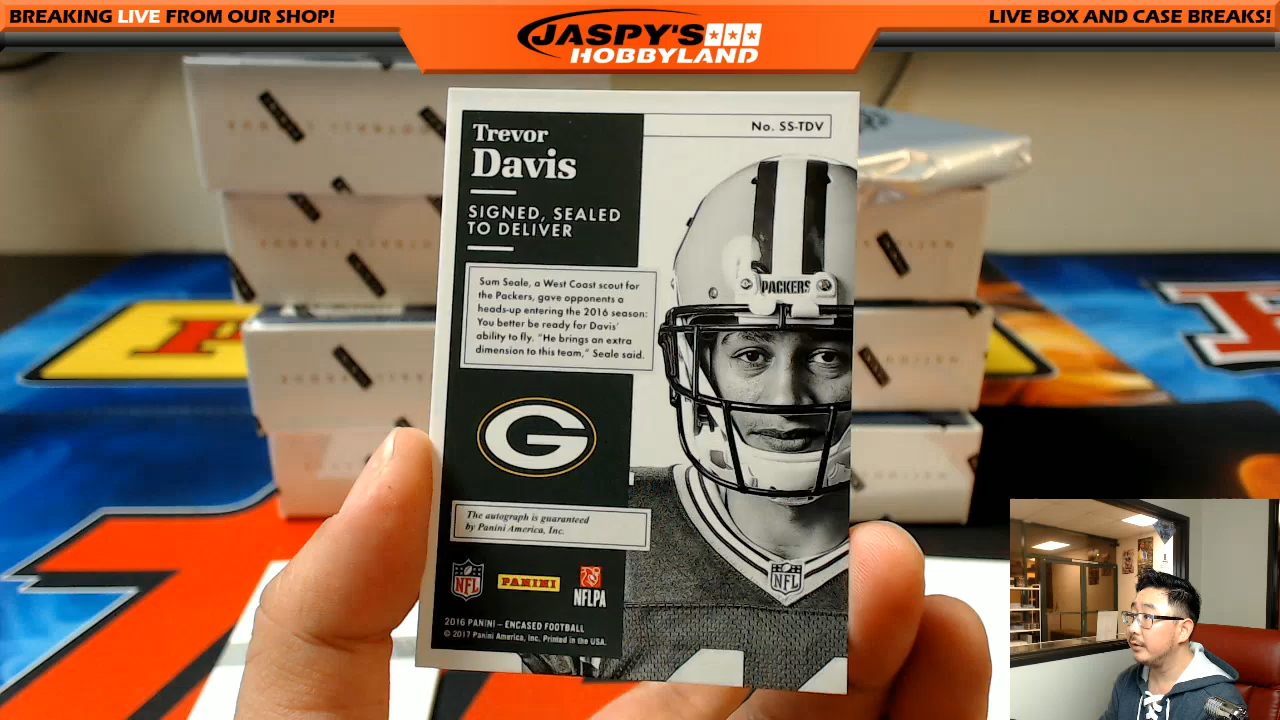 BREAKING LIVE FROM OUR SHOP!
JASPY'S
HOBBYLAND
LIVE BOX AND CASE BREAKS!
No. SS-TDV
Trevor
Davis
SIGNED, SEALED
TO DELIVER
Sum Seale, a West Coast scout for
the Packers, gave opponents a
heads-up entering the 2016 season:
You better be ready for Davis'
ability to fly. "He brings an extra
dimension to this team," Seale said.
PACKERS
G
The autograph is guaranteed
by Panini America, Inc.
NFL
PANINI
NFLPA
NFL
2016 PANINI – ENCASED FOOTBALL
© 2017 Panini America, Inc. Printed in the USA.